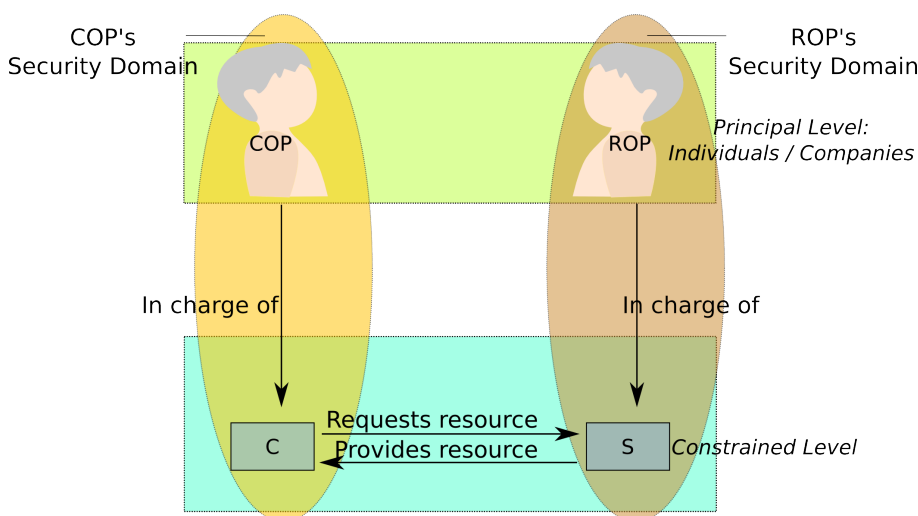 COP's
Security Domain
ROP's
Security Domain
Principal Level:
Individuals / Companies
COP
ROP
In charge of
In charge of
Requests resource
Provides resource
C
S
Constrained Level